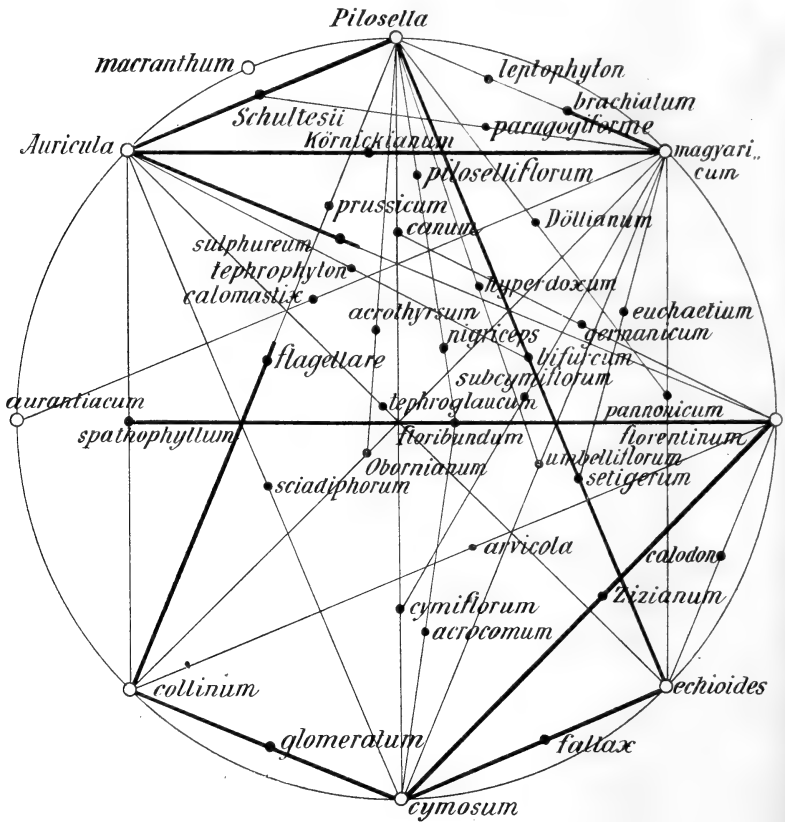 Pilosella
macranthum
leptophyton
brachiatum
Schultesii
paragogiforme
Auricula
Körnickianum
magyari„
cum
piloselliflorum
prussicum
canum
Döllianum
sulphureum
tephrophyton
calomastix
hyperdoxum
acrothyrsum
euchaetium
germanicum
nigriceps
flagellare
bifurcum
subcymiflorum
aurantiacum
tephroglaucum
pannonicum
spathophyllum
floribundum
florentinum
Obornianum
umbelliflorum
sciadiphorum
setigerum
arvicola
calodon
Zizianum
cymiflorum
acrocomum
collinum
echioides
glomeratum
fallax
cymosum